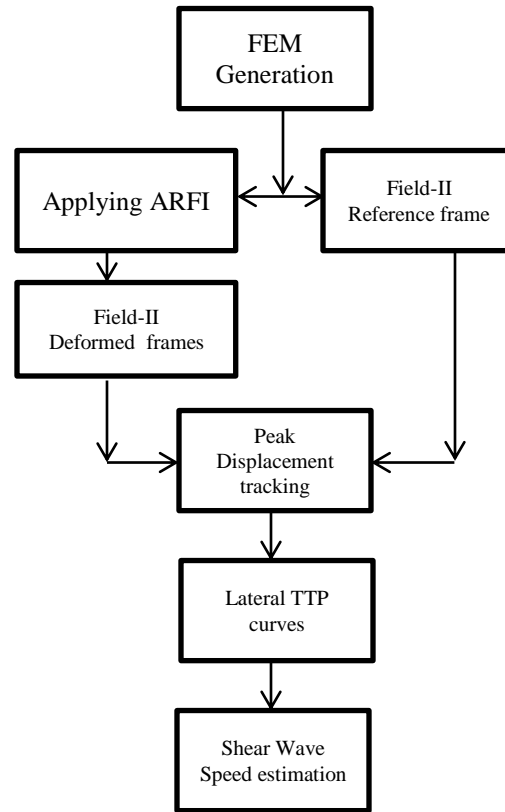 FEM
Generation
Applying ARFI
Field-II
Reference frame
Field-II
Deformed frames
Peak
Displacement
tracking
Lateral TTP
curves
Shear Wave
Speed estimation